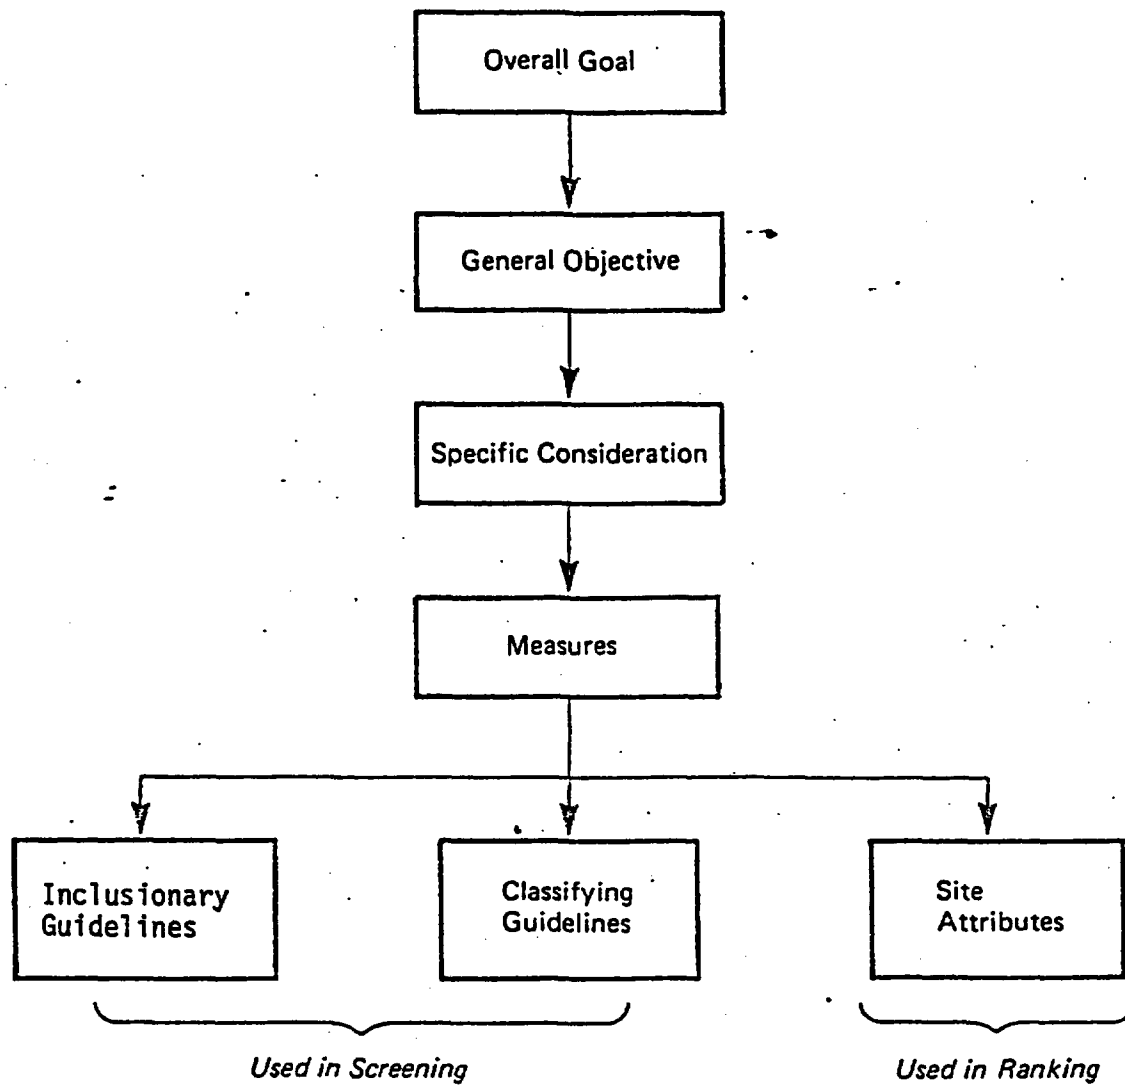 Overall Goal
General Objective
Specific Consideration
Measures
Inclusionary
Guidelines
Classifying
Guidelines
Site
Attributes
Used in Screening
Used in Ranking